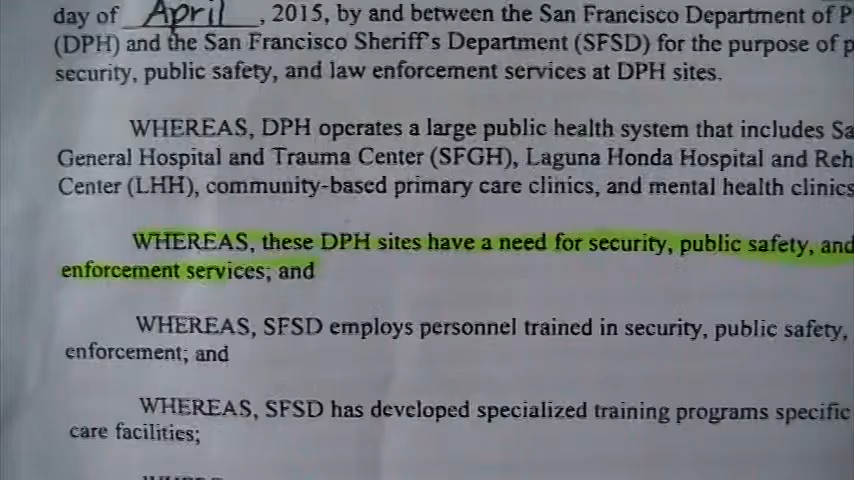 day of April, 2015, by and between the San Francisco Department of P
(DPH) and the San Francisco Sheriff's Department (SFSD) for the purpose of p
security, public safety, and law enforcement services at DPH sites.
WHEREAS, DPH operates a large public health system that includes Sa
General Hospital and Trauma Center (SFGH), Laguna Honda Hospital and Reh
Center (LHH), community-based primary care clinics, and mental health clinics
WHEREAS, these DPH sites have a need for security, public safety, and
enforcement services; and
WHEREAS, SFSD employs personnel trained in security, public safety,
enforcement; and
WHEREAS, SFSD has developed specialized training programs specific
care facilities;